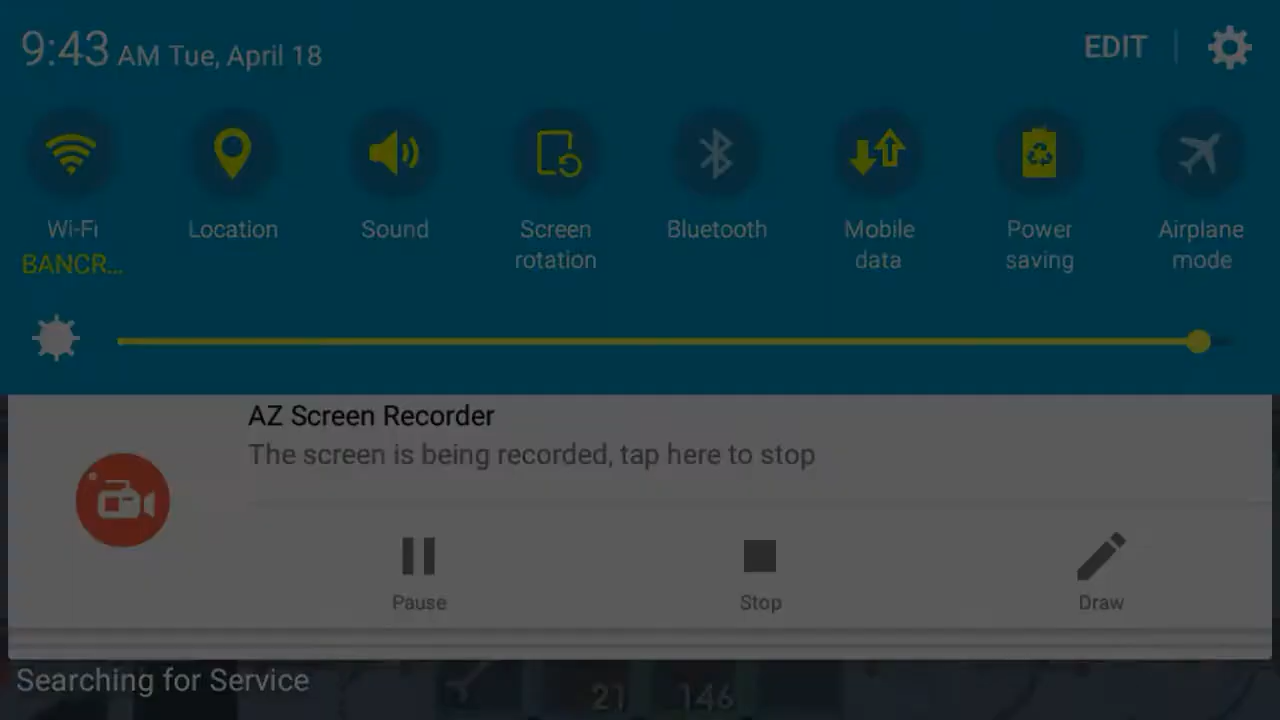 9:43 AM Tue, April 18
EDIT
Wi-Fi
BANCR...
Location
Sound
Screen
rotation
Bluetooth
Mobile
data
Power
saving
Airplane
mode
AZ Screen Recorder
The screen is being recorded, tap here to stop
Pause
Stop
Draw
Searching for Service
21
146